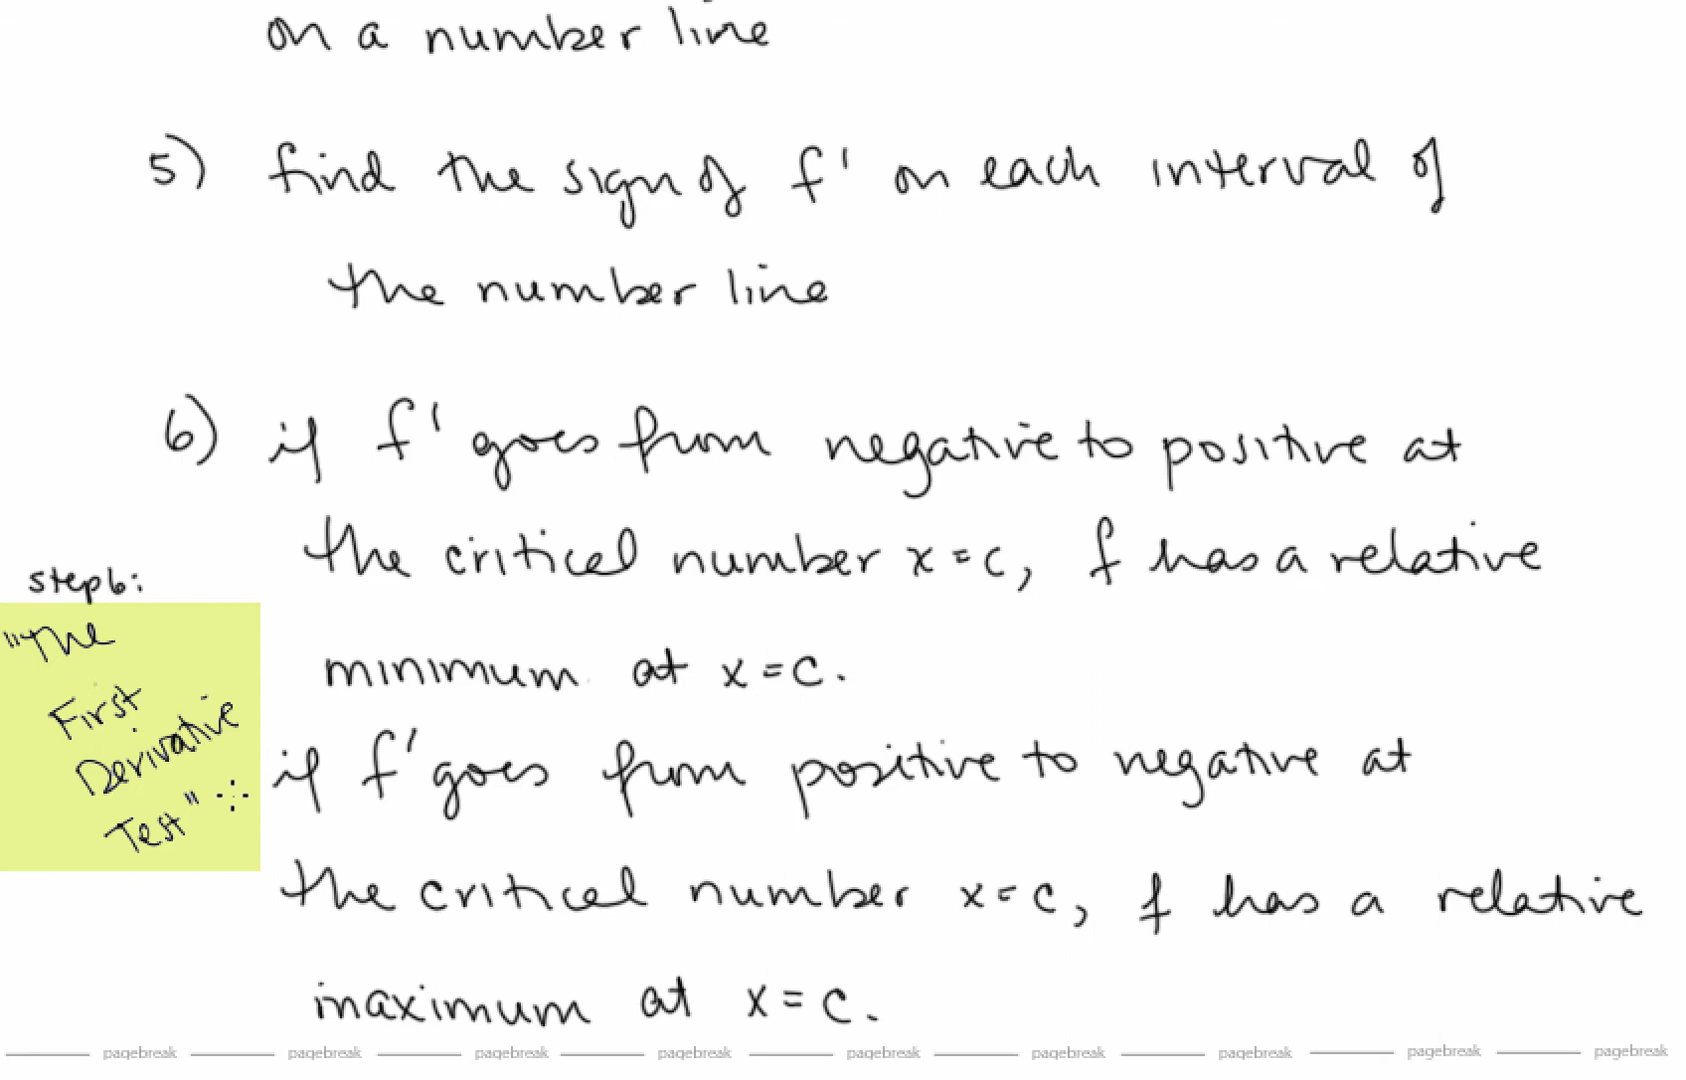 on a number line
5) find the sign of f' on each interval of
the number line
6) if f' goes from negative to positive at
the critical number x=c, f has a relative
minimum at x=c.
step 6:
"The
First
Derivative
Test"
if f' goes from positive to negative at
the critical number x=c, f has a relative
maximum at x=c.
pagebreak pagebreak pagebreak pagebreak pagebreak pagebreak pagebreak pagebreak pagebreak